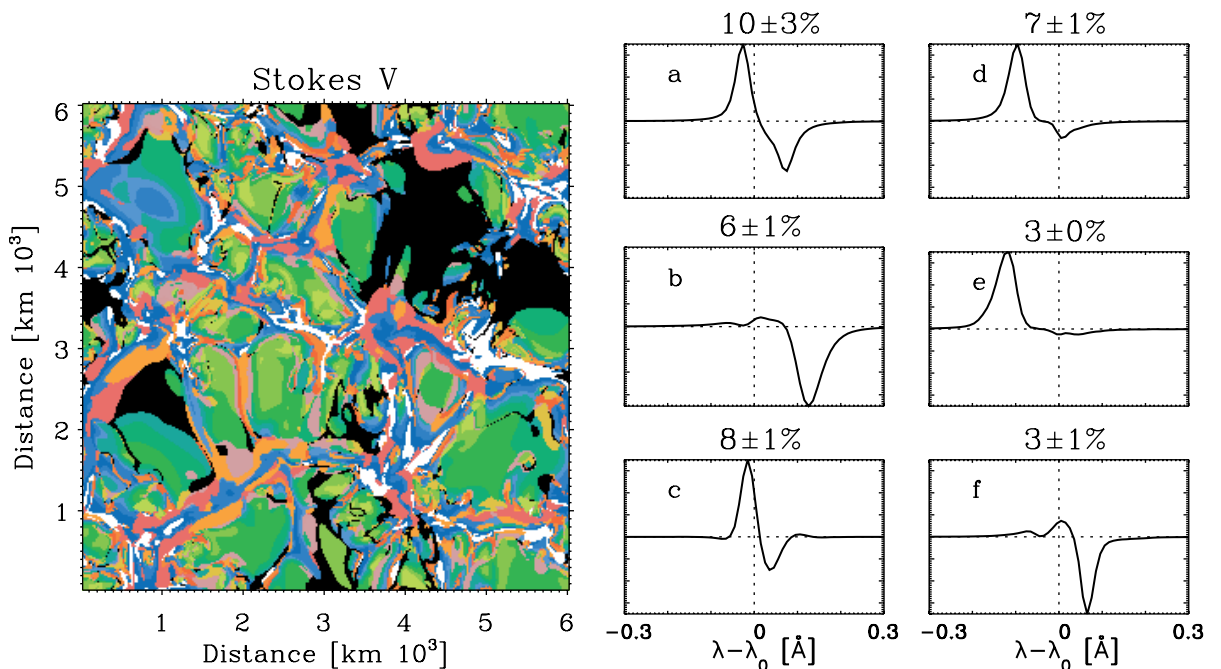 Stokes V
Distance [km 10³]
6
5
4
3
2
1
1 2 3 4 5 6
Distance [km 10³]
10±3%
a
7±1%
d
6±1%
b
3±0%
e
8±1%
c
3±1%
f
-0.3 0 0.3
λ-λ₀ [Å]
-0.3 0 0.3
λ-λ₀ [Å]